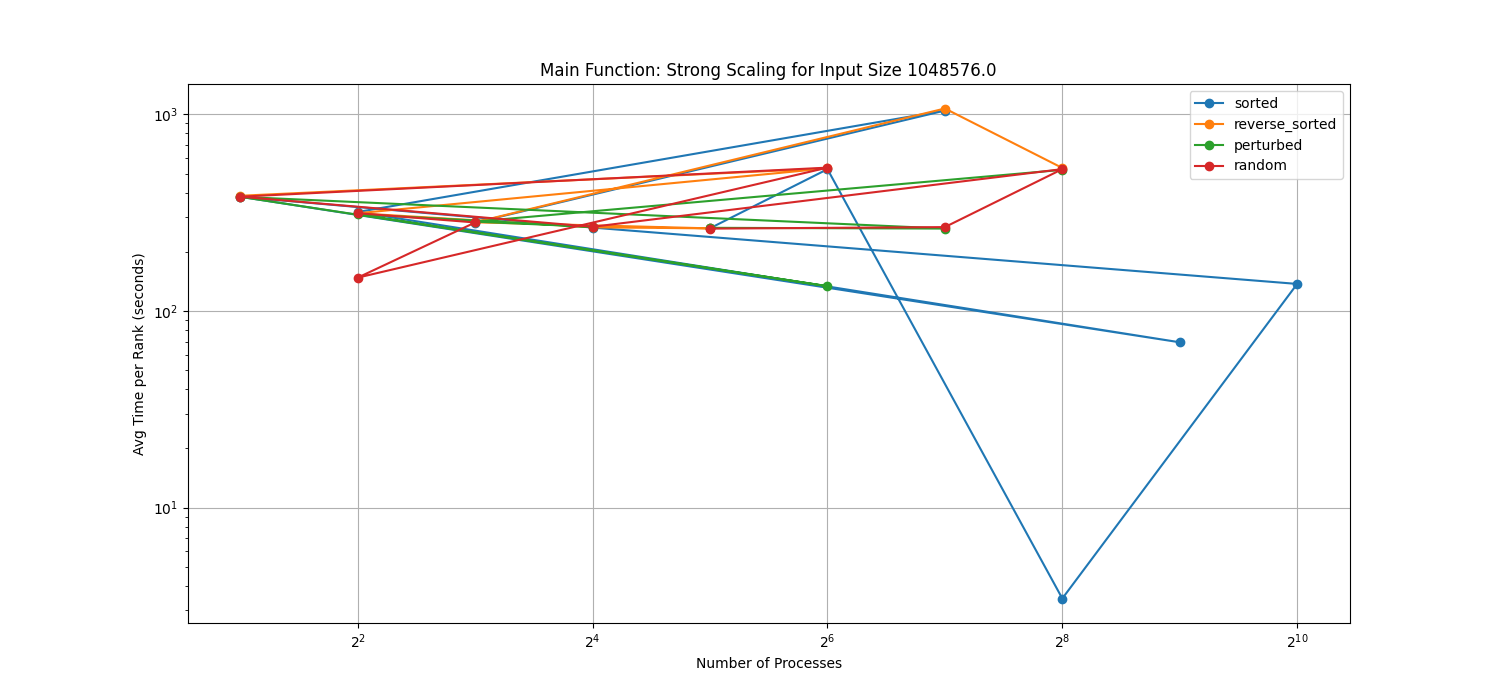 Main Function: Strong Scaling for Input Size 1048576.0
sorted
reverse_sorted
perturbed
random
Avg Time per Rank (seconds)
10³
10²
10¹
2² 2⁴ 2⁶ 2⁸ 2¹⁰
Number of Processes